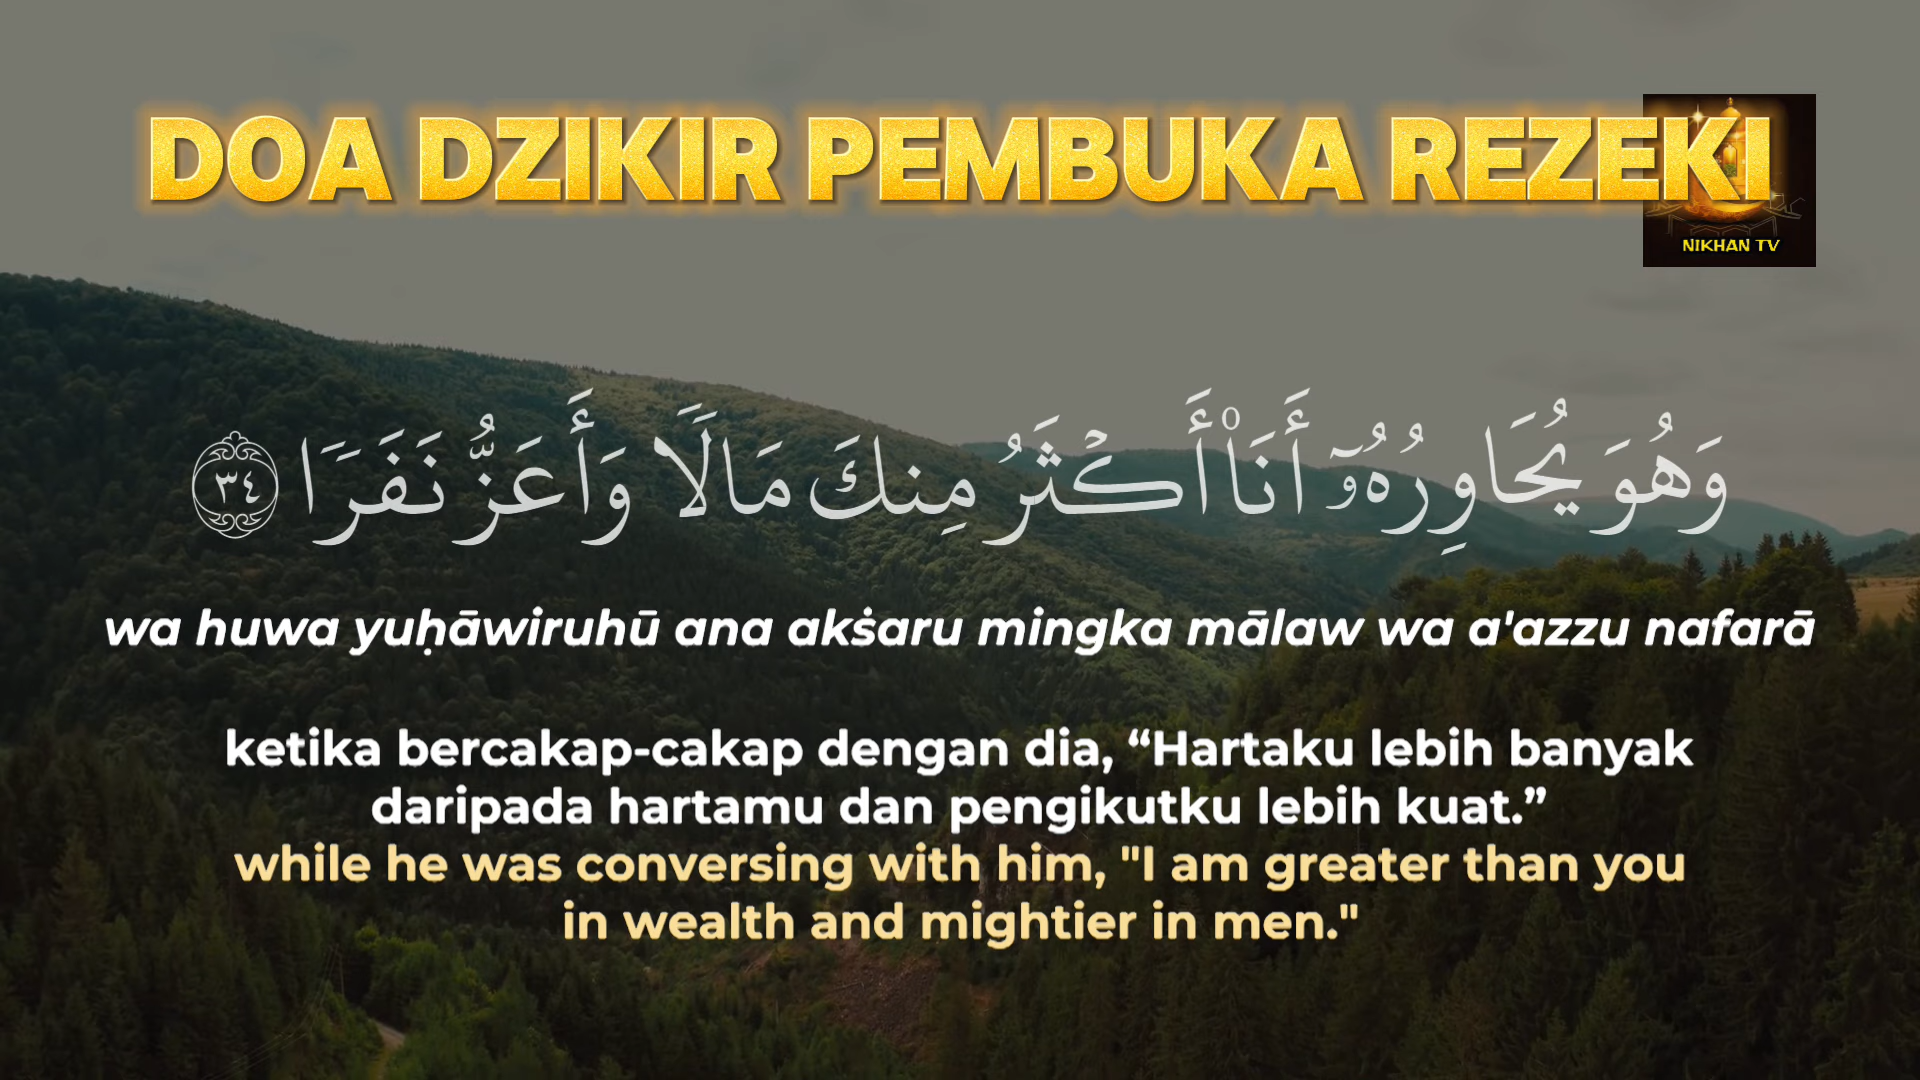 DOA DZIKIR PEMBUKA REZEKI
NIKHAN TV
وَهُوَ يُحَاوِرُهُۥٓ أَنَا۠ أَكْثَرُ مِنكَ مَالًا وَأَعَزُّ نَفَرًا ٣٤
wa huwa yuḥāwiruhū ana akṡaru mingka mālaw wa a'azzu nafarā
ketika bercakap-cakap dengan dia, “Hartaku lebih banyak
daripada hartamu dan pengikutku lebih kuat.”
while he was conversing with him, "I am greater than you
in wealth and mightier in men."